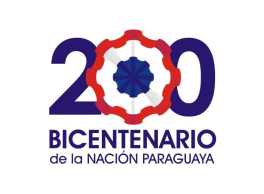 200
BICENTENARIO
de la NACIÓN PARAGUAYA